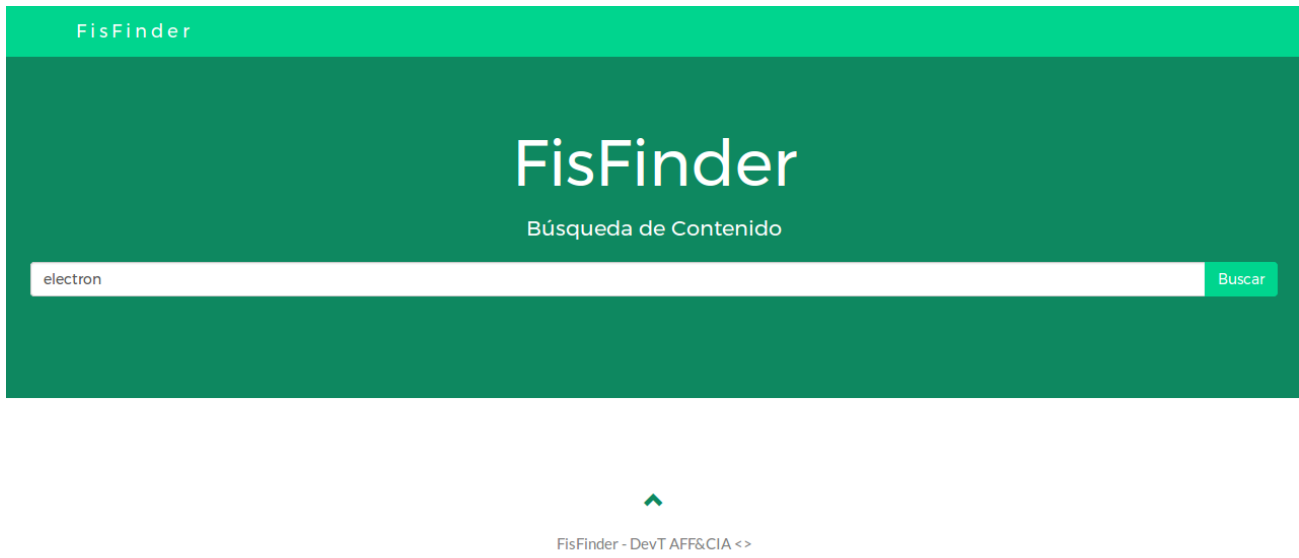 FisFinder
FisFinder
Búsqueda de Contenido
electron
Buscar
FisFinder - DevT AFF&CIA <>